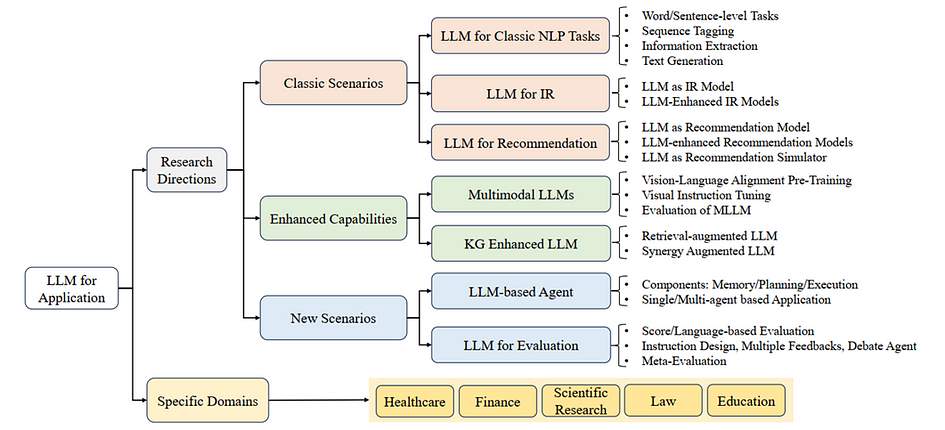 LLM for
Application
Research
Directions
Classic Scenarios
LLM for Classic NLP Tasks
• Word/Sentence-level Tasks
• Sequence Tagging
• Information Extraction
• Text Generation
LLM for IR
• LLM as IR Model
• LLM-Enhanced IR Models
LLM for Recommendation
• LLM as Recommendation Model
• LLM-enhanced Recommendation Models
• LLM as Recommendation Simulator
Enhanced Capabilities
Multimodal LLMs
• Vision-Language Alignment Pre-Training
• Visual Instruction Tuning
• Evaluation of MLLM
KG Enhanced LLM
• Retrieval-augmented LLM
• Synergy Augmented LLM
New Scenarios
LLM-based Agent
• Components: Memory/Planning/Execution
• Single/Multi-agent based Application
LLM for Evaluation
• Score/Language-based Evaluation
• Instruction Design, Multiple Feedbacks, Debate Agent
• Meta-Evaluation
Specific Domains
Healthcare
Finance
Scientific
Research
Law
Education